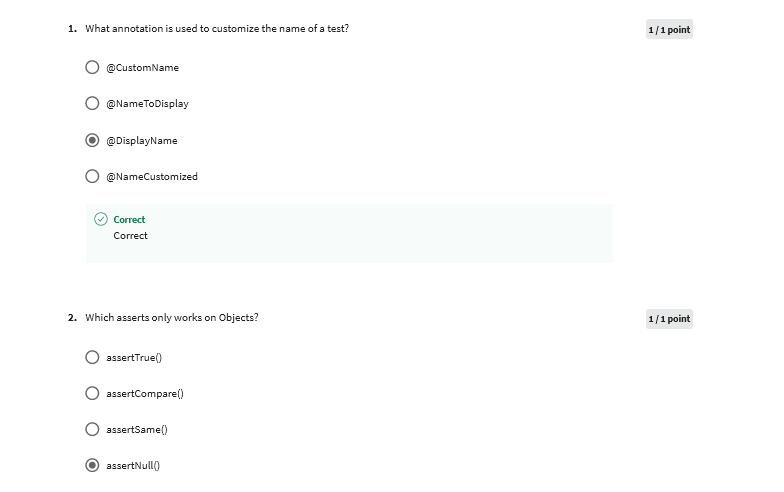 1. What annotation is used to customize the name of a test?
1 / 1 point
@CustomName
@NameToDisplay
@DisplayName
@NameCustomized
Correct
Correct
2. Which asserts only works on Objects?
1 / 1 point
assertTrue()
assertCompare()
assertSame()
assertNull()